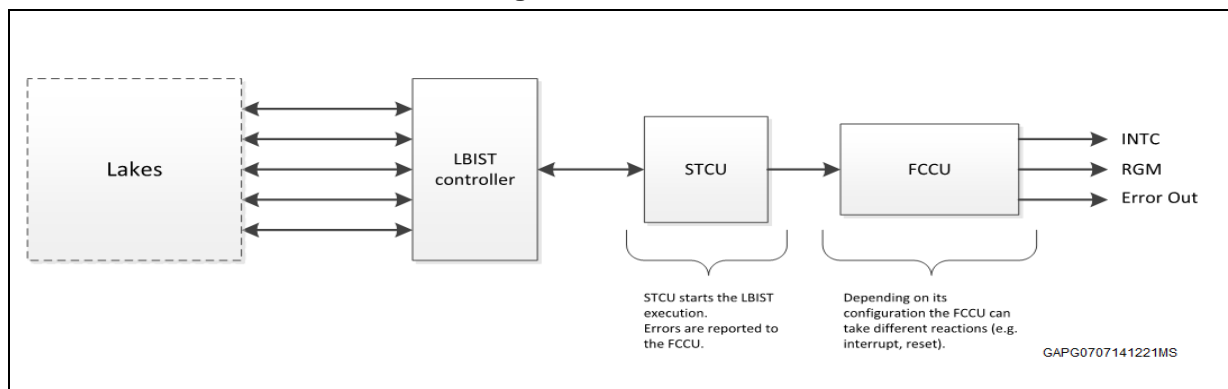 Lakes
LBIST
controller
STCU
FCCU
INTC
RGM
Error Out
STCU starts the LBIST
execution.
Errors are reported to
the FCCU.
Depending on its
configuration the FCCU can
take different reactions (e.g.
interrupt, reset).
GAPG0707141221MS